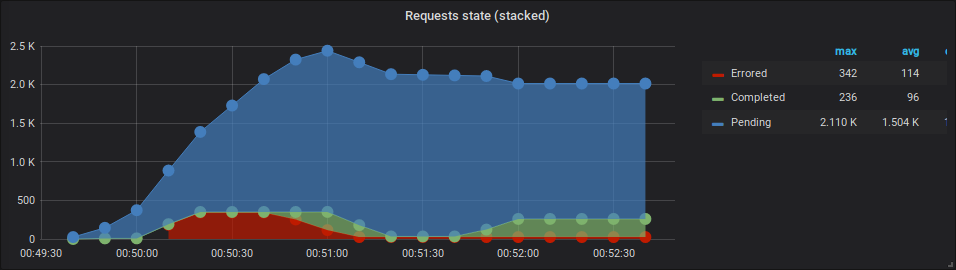 Requests state (stacked)
2.5 K
2.0 K
1.5 K
1.0 K
500
0
00:49:30 00:50:00 00:50:30 00:51:00 00:51:30 00:52:00 00:52:30
max avg
Errored 342 114
Completed 236 96
Pending 2.110 K 1.504 K